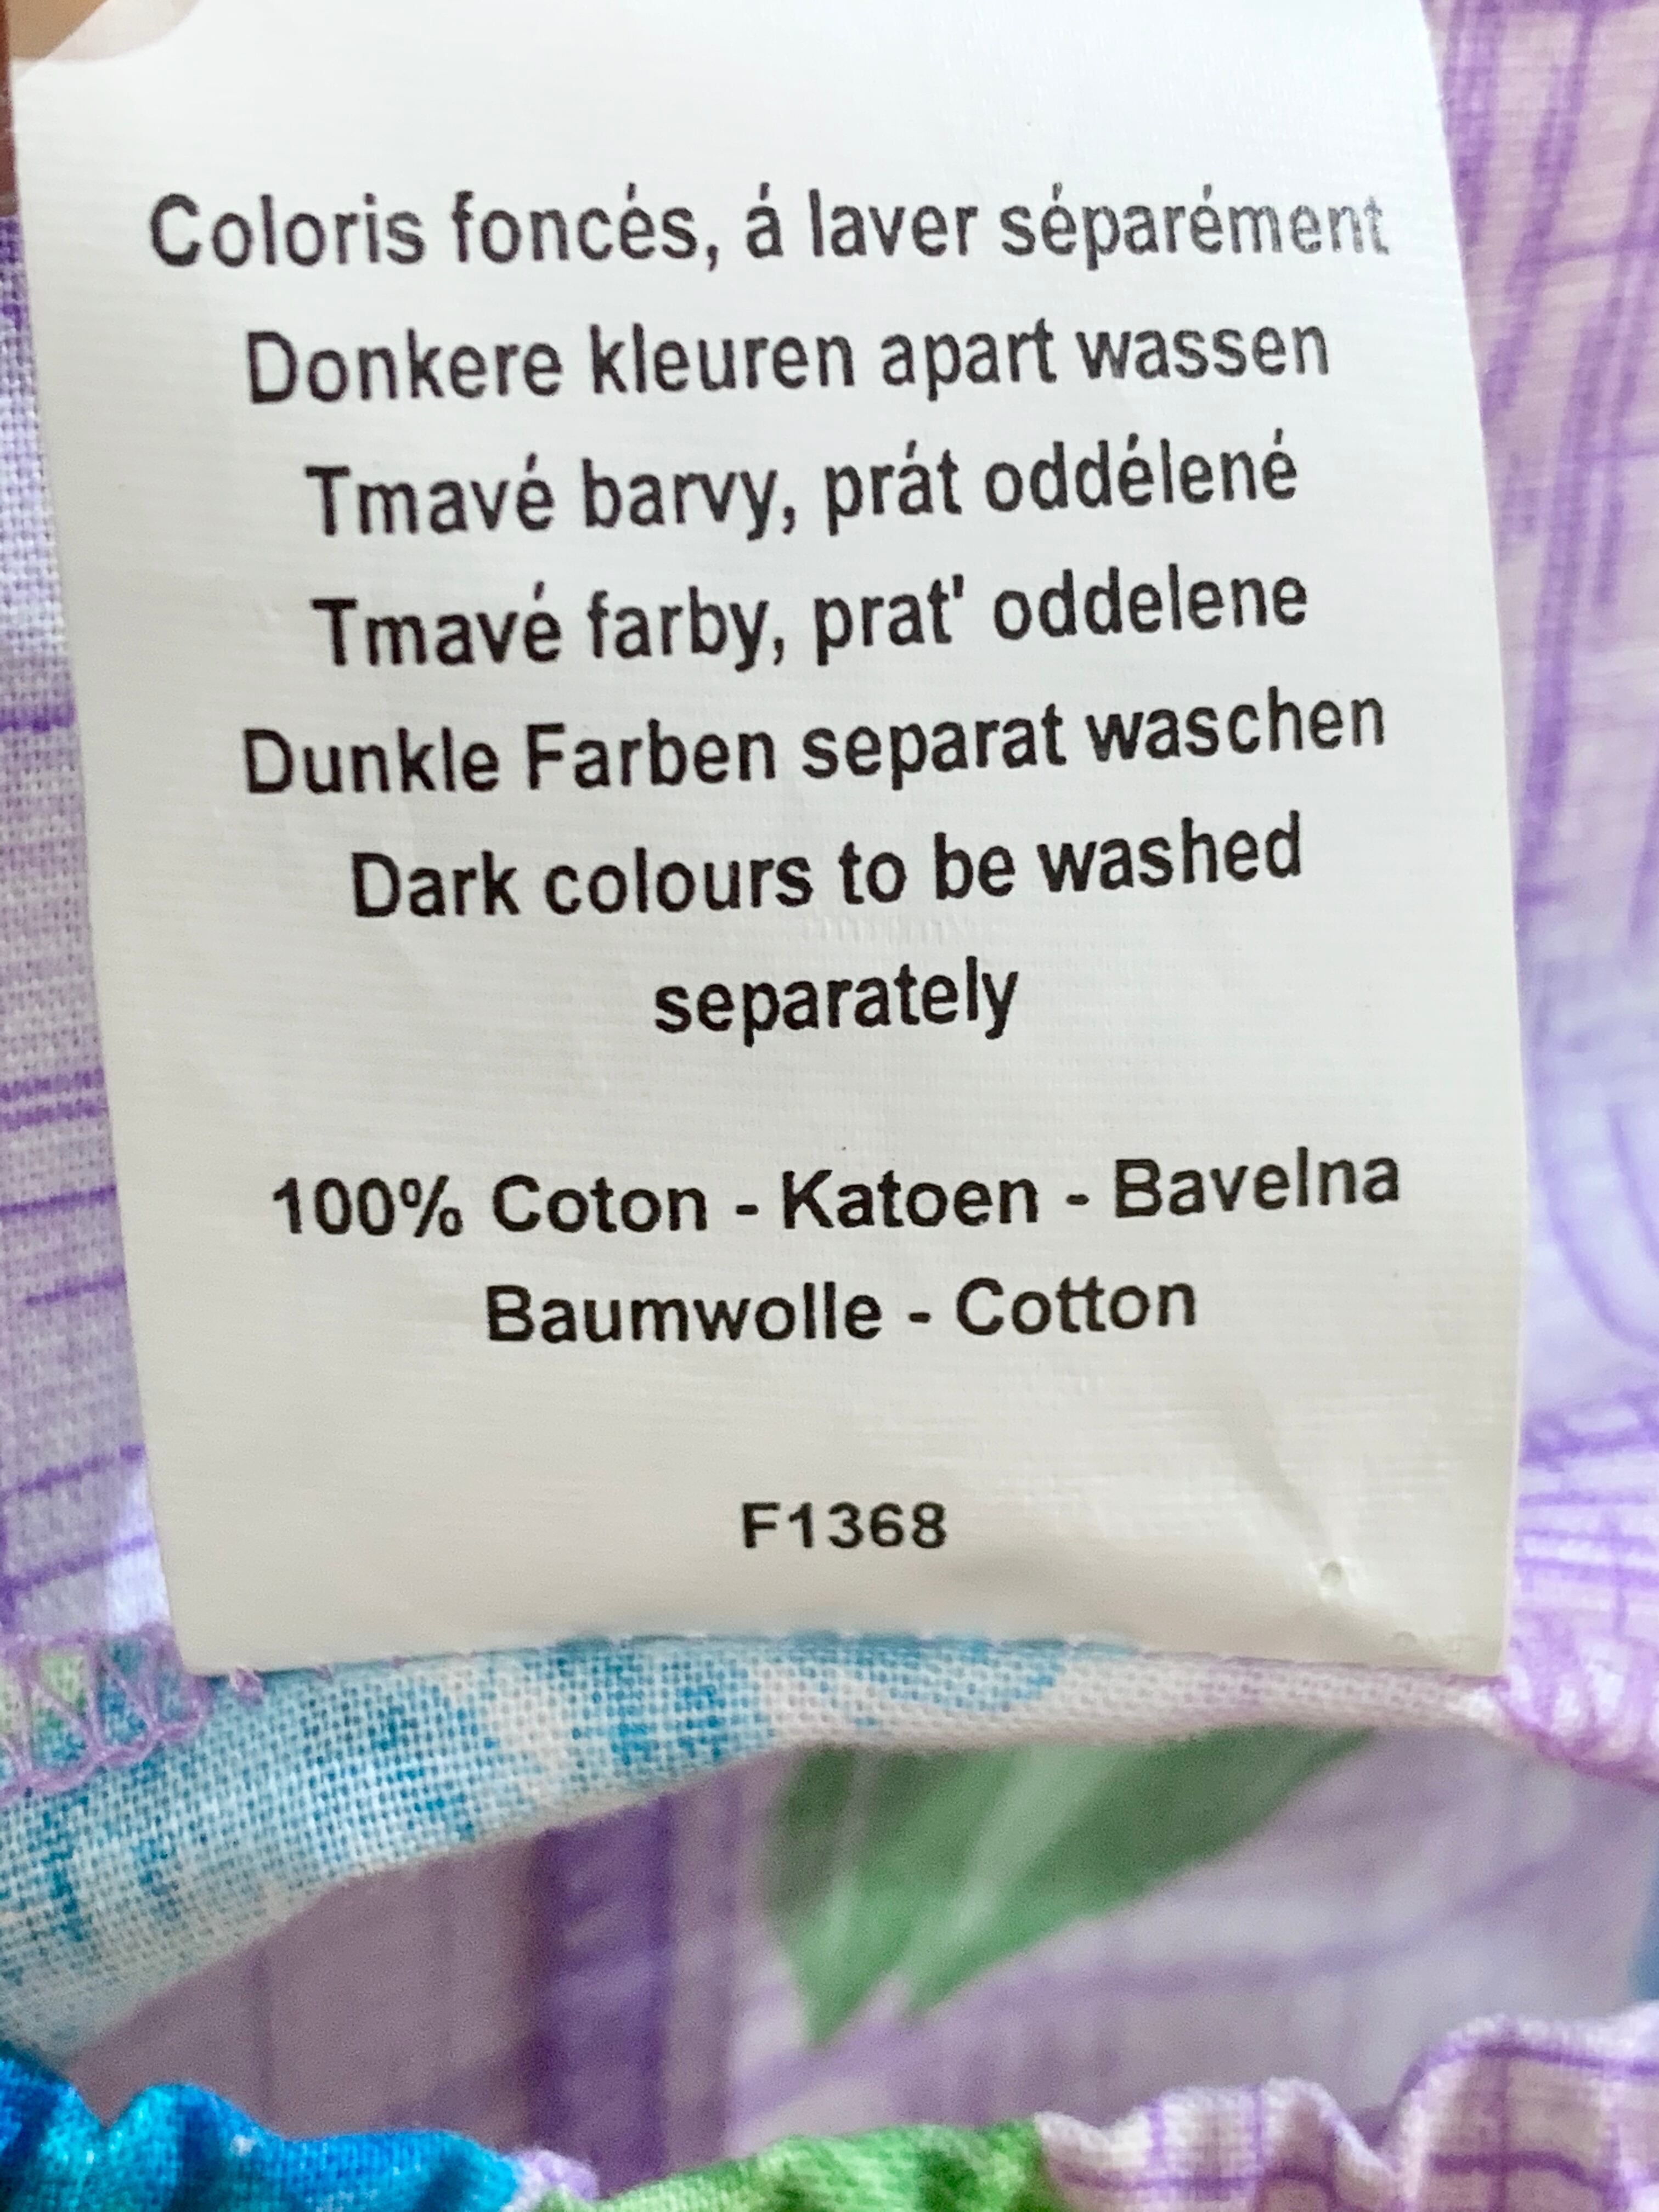 Coloris foncés, á laver séparément
Donkere kleuren apart wassen
Tmavé barvy, prát oddélené
Tmavé farby, prat' oddelene
Dunkle Farben separat waschen
Dark colours to be washed
separately
100% Coton - Katoen - Bavelna
Baumwolle - Cotton
F1368